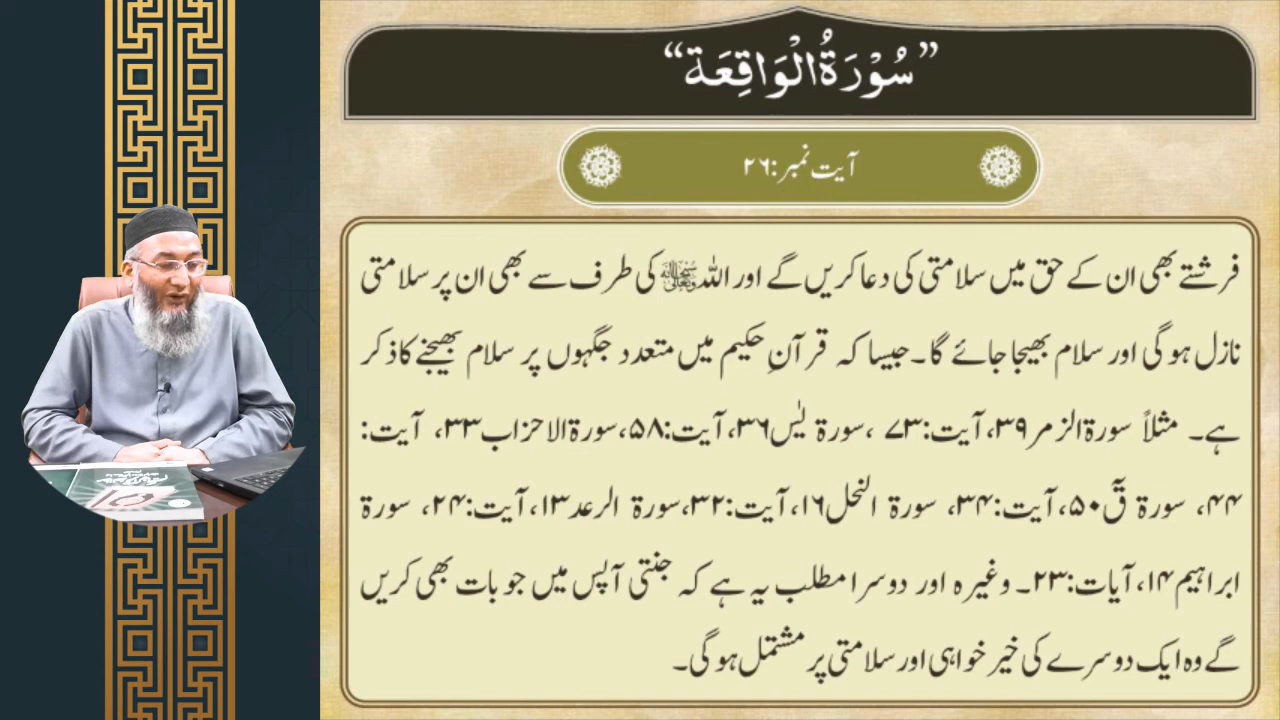 ”سُوْرَةُ الْوَاقِعَة“
آیت نمبر: ۲۶
فرشتے بھی ان کے حق میں سلامتی کی دعا کریں گے اور اللہ سبحانہ وتعالیٰ کی طرف سے بھی ان پر سلامتی
نازل ہو گی اور سلام بھیجا جائے گا۔ جیسا کہ قرآنِ حکیم میں متعدد جگہوں پر سلام بھیجنے کا ذکر
ہے۔ مثلاً سورۃ الزمر ۳۹، آیت: ۷۳ ، سورۃ یٰس ۳۶، آیت: ۵۸، سورۃ الاحزاب ۳۳، آیت:
۴۴، سورۃ قٓ ۵۰، آیت: ۳۴، سورۃ النحل ۱۶، آیت: ۳۲، سورۃ الرعد ۱۳، آیت: ۲۴، سورۃ
ابراہیم ۱۴، آیات: ۲۳۔ وغیرہ اور دوسرا مطلب یہ ہے کہ جنتی آپس میں جو بات بھی کریں
گے وہ ایک دوسرے کی خیر خواہی اور سلامتی پر مشتمل ہو گی۔